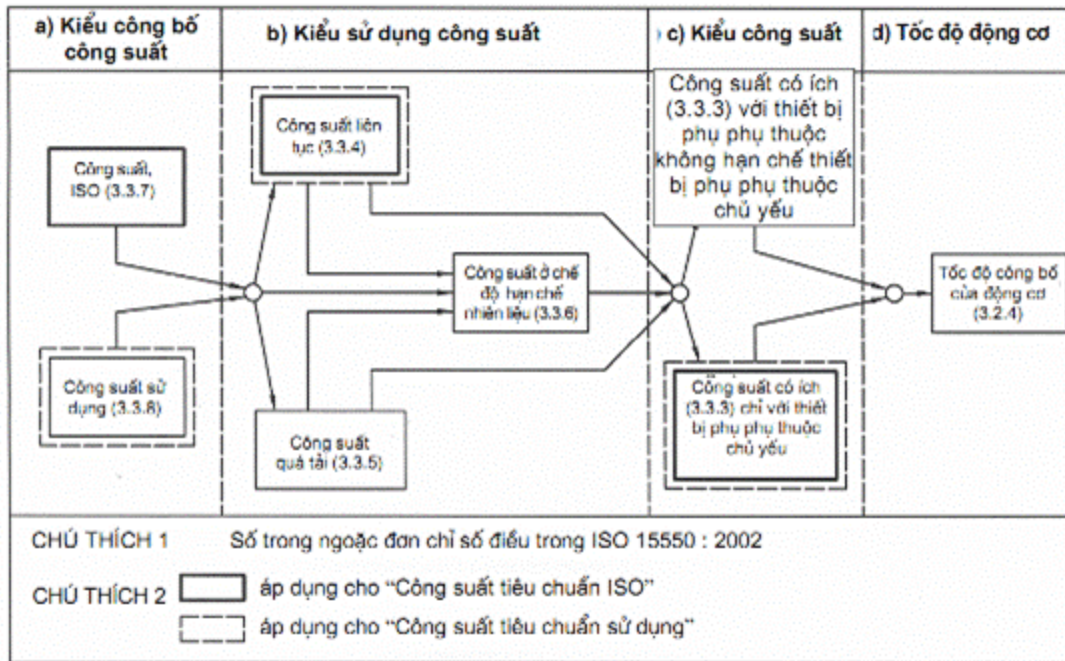 a) Kiểu công bố
công suất
b) Kiểu sử dụng công suất
c) Kiểu công suất
d) Tốc độ động cơ
Công suất,
ISO (3.3.7)
Công suất sử
dụng (3.3.8)
Công suất liên
tục (3.3.4)
Công suất ở chế
độ hạn chế
nhiên liệu (3.3.6)
Công suất
quá tải (3.3.5)
Công suất có ích
(3.3.3) với thiết bị
phụ phụ thuộc
không hạn chế thiết
bị phụ phụ thuộc
chủ yếu
Công suất có ích
(3.3.3) chỉ với thiết
bị phụ phụ thuộc
chủ yếu
Tốc độ công bố
của động cơ
(3.2.4)
CHÚ THÍCH 1 Số trong ngoặc đơn chỉ số điều trong ISO 15550 : 2002
CHÚ THÍCH 2 áp dụng cho “Công suất tiêu chuẩn ISO”
áp dụng cho “Công suất tiêu chuẩn sử dụng”